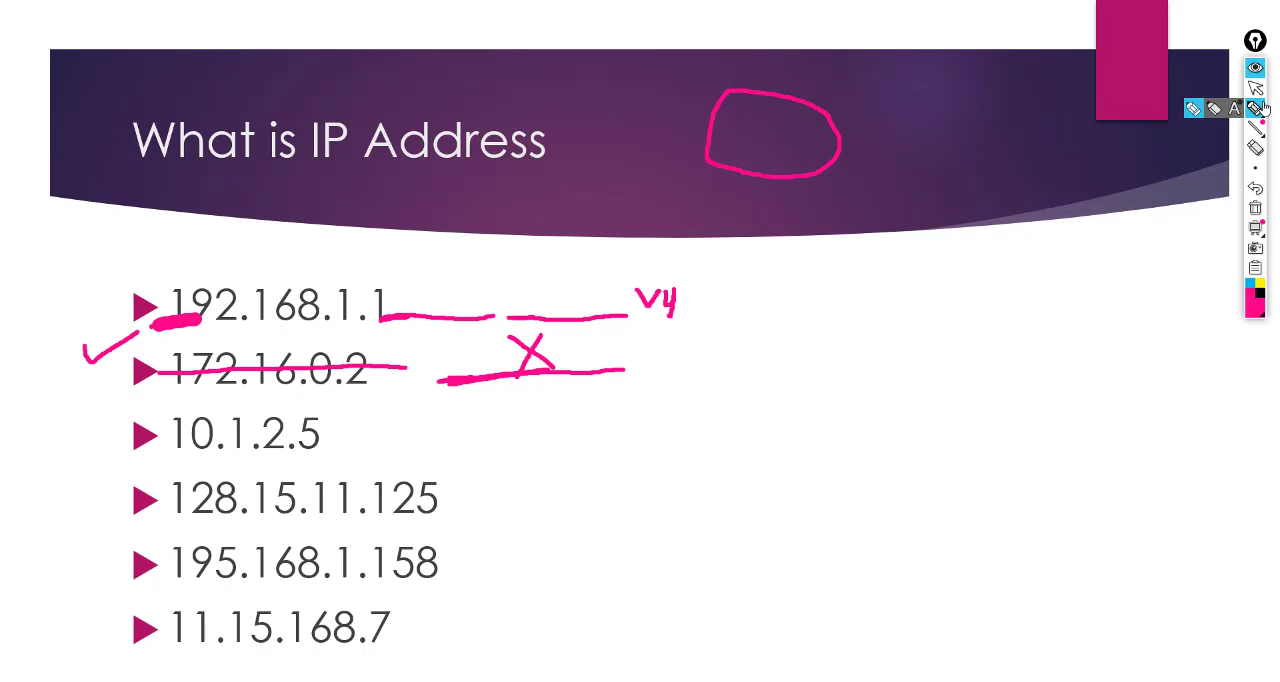 What is IP Address
192.168.1.1 v4
172.16.0.2 X
10.1.2.5
128.15.11.125
195.168.1.158
11.15.168.7
A